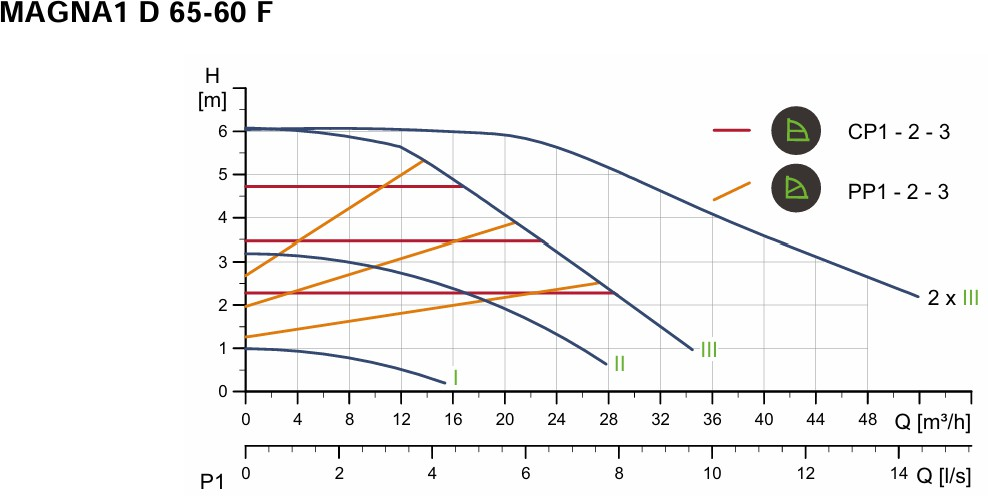 MAGNA1 D 65-60 F
H
[m]
6
5
4
3
2
1
0
CP1 - 2 - 3
PP1 - 2 - 3
2 x III
III
II
I
0 4 8 12 16 20 24 28 32 36 40 44 48 Q [m³/h]
0 2 4 6 8 10 12 14 Q [l/s]
P1